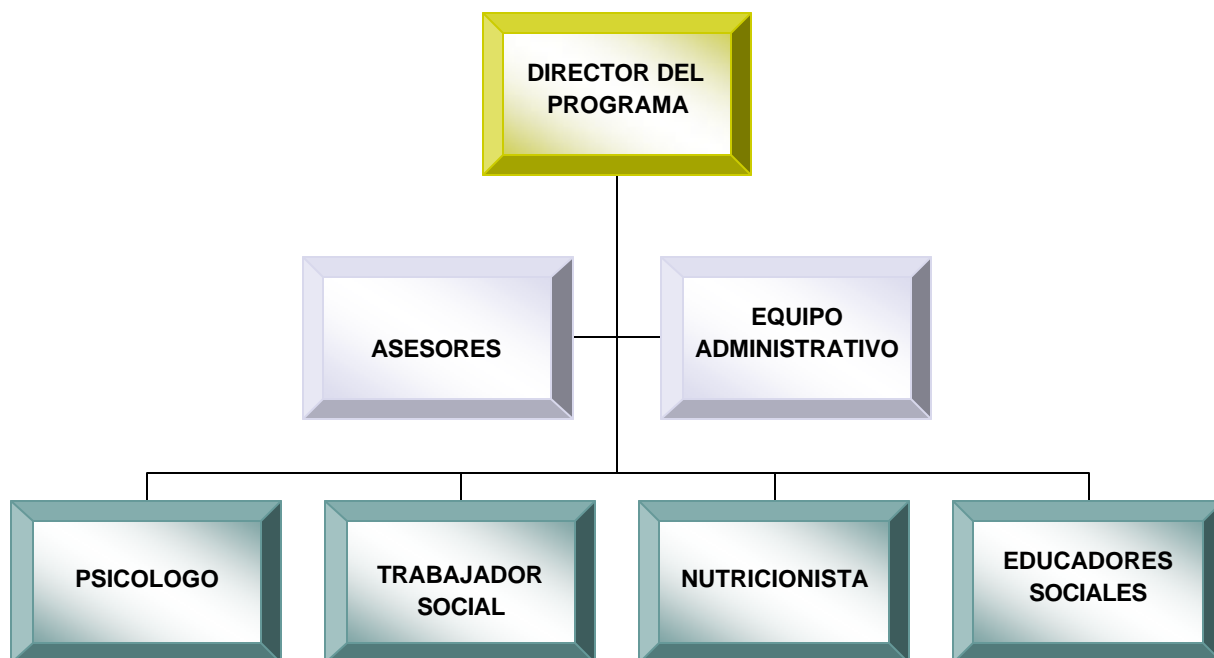 DIRECTOR DEL
PROGRAMA
ASESORES
EQUIPO
ADMINISTRATIVO
PSICOLOGO
TRABAJADOR
SOCIAL
NUTRICIONISTA
EDUCADORES
SOCIALES